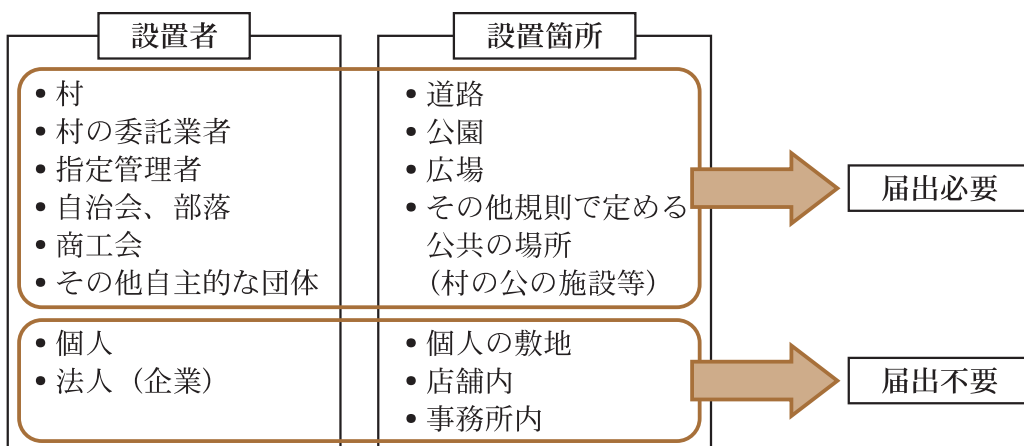 設置者
設置箇所
• 村
• 村の委託業者
• 指定管理者
• 自治会、部落
• 商工会
• その他自主的な団体
• 道路
• 公園
• 広場
• その他規則で定める
公共の場所
（村の公の施設等）
届出必要
• 個人
• 法人（企業）
• 個人の敷地
• 店舗内
• 事務所内
届出不要